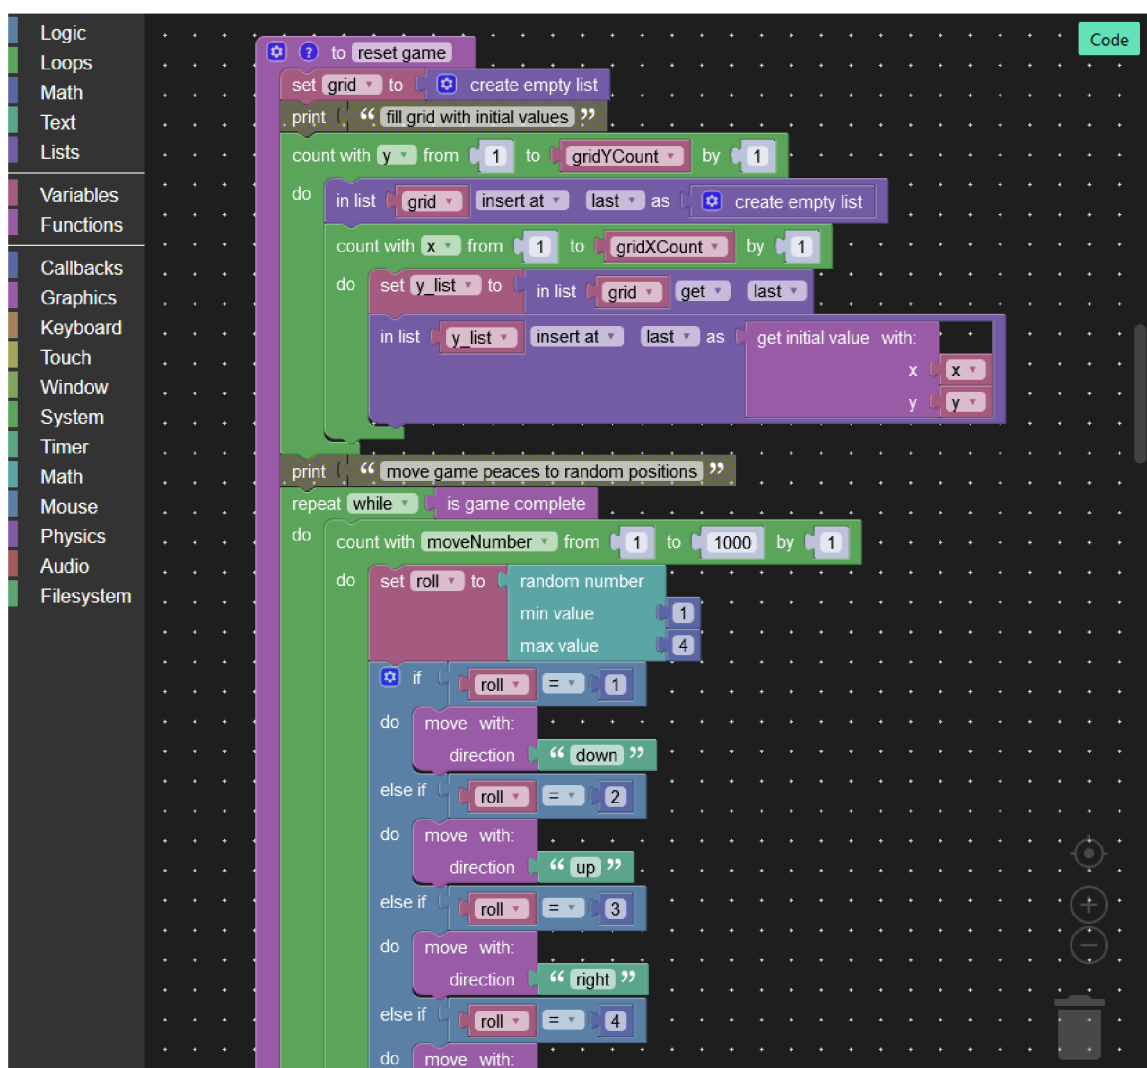 Logic
Loops
Math
Text
Lists
Variables
Functions
Callbacks
Graphics
Keyboard
Touch
Window
System
Timer
Math
Mouse
Physics
Audio
Filesystem
Code
? to reset game
set grid to create empty list
print “ fill grid with initial values ”
count with y from 1 to gridYCount by 1
do in list grid insert at last as create empty list
count with x from 1 to gridXCount by 1
do set y_list to in list grid get last
in list y_list insert at last as get initial value with:
x x
y y
print “ move game peaces to random positions ”
repeat while is game complete
do count with moveNumber from 1 to 1000 by 1
do set roll to random number
min value 1
max value 4
if roll = 1
do move with:
direction “ down ”
else if roll = 2
do move with:
direction “ up ”
else if roll = 3
do move with:
direction “ right ”
else if roll = 4
do move with: